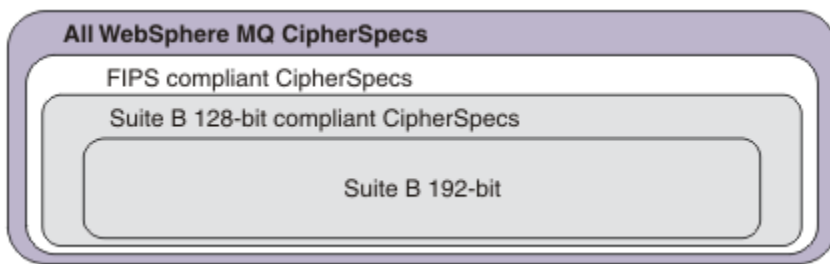 All WebSphere MQ CipherSpecs
FIPS compliant CipherSpecs
Suite B 128-bit compliant CipherSpecs
Suite B 192-bit